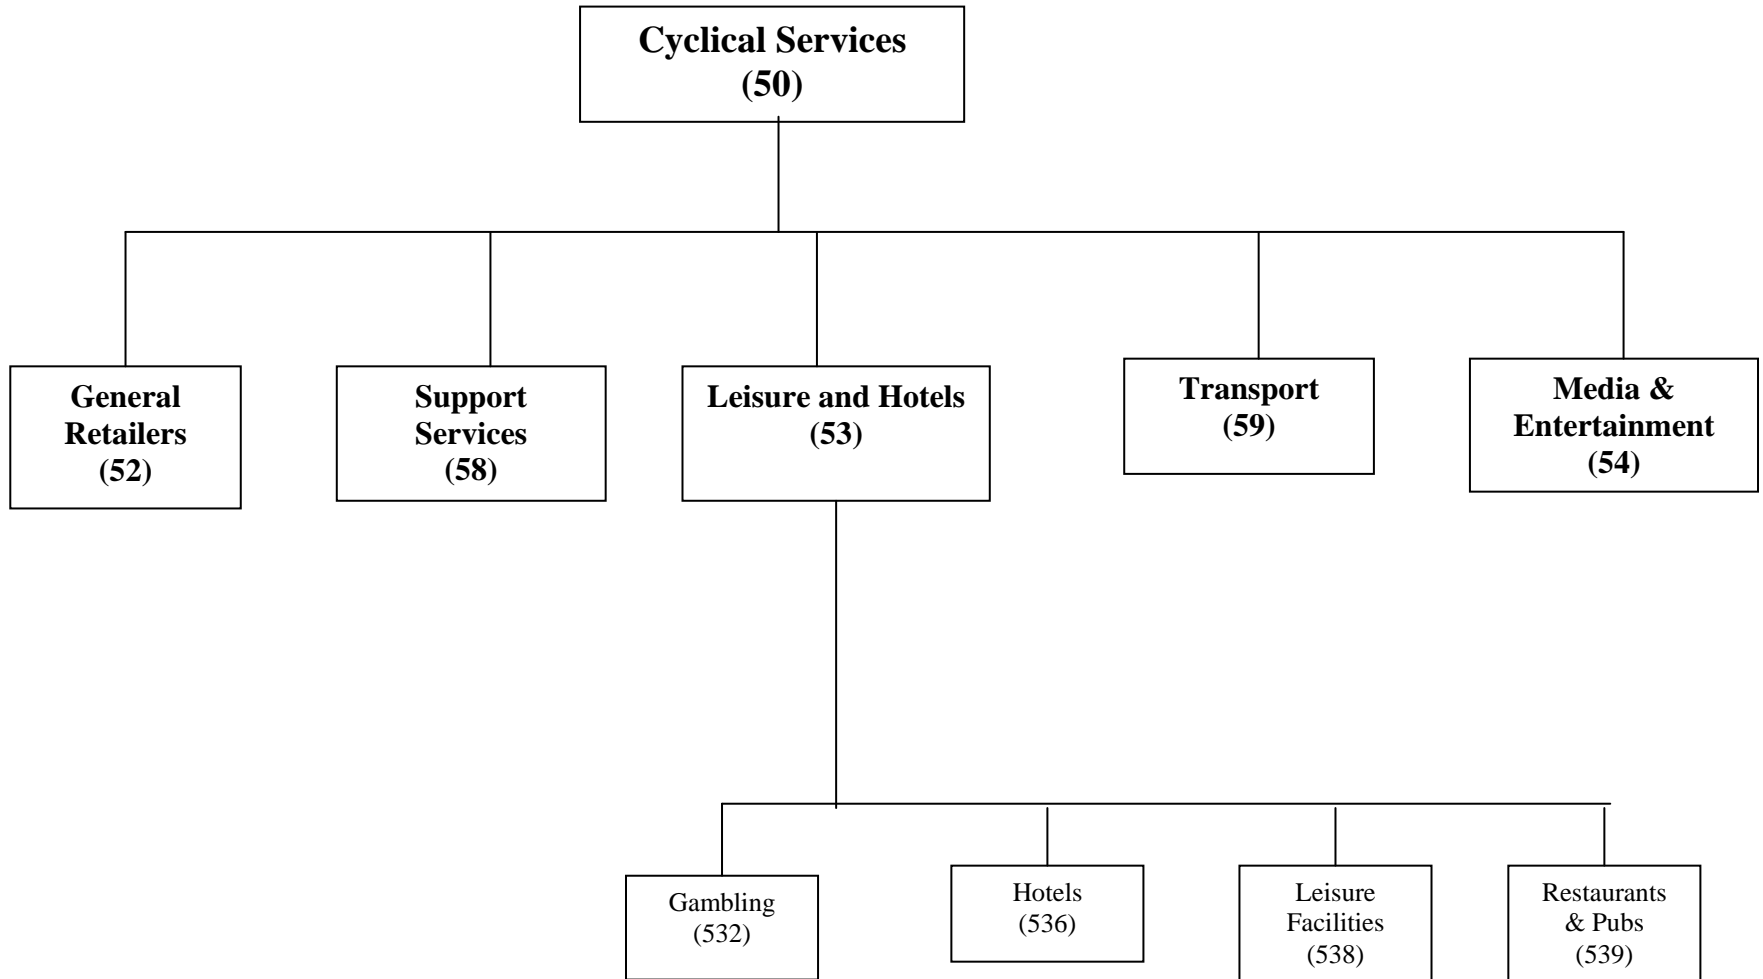 Cyclical Services
(50)
General
Retailers
(52)
Support
Services
(58)
Leisure and Hotels
(53)
Transport
(59)
Media &
Entertainment
(54)
Gambling
(532)
Hotels
(536)
Leisure
Facilities
(538)
Restaurants
& Pubs
(539)